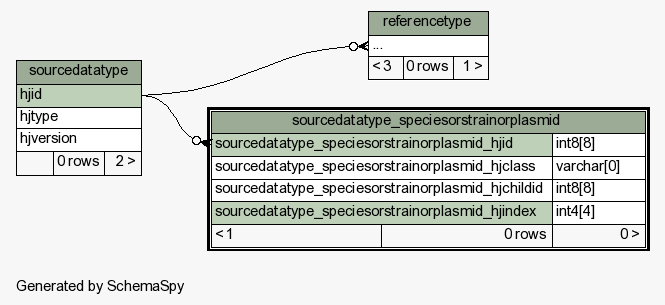 referencetype
...
< 3 0 rows 1 >
sourcedatatype
hjid
hjtype
hjversion
0 rows 2 >
sourcedatatype_speciesorstrainorplasmid
sourcedatatype_speciesorstrainorplasmid_hjid int8[8]
sourcedatatype_speciesorstrainorplasmid_hjclass varchar[0]
sourcedatatype_speciesorstrainorplasmid_hjchildid int8[8]
sourcedatatype_speciesorstrainorplasmid_hjindex int4[4]
< 1 0 rows 0 >
Generated by SchemaSpy